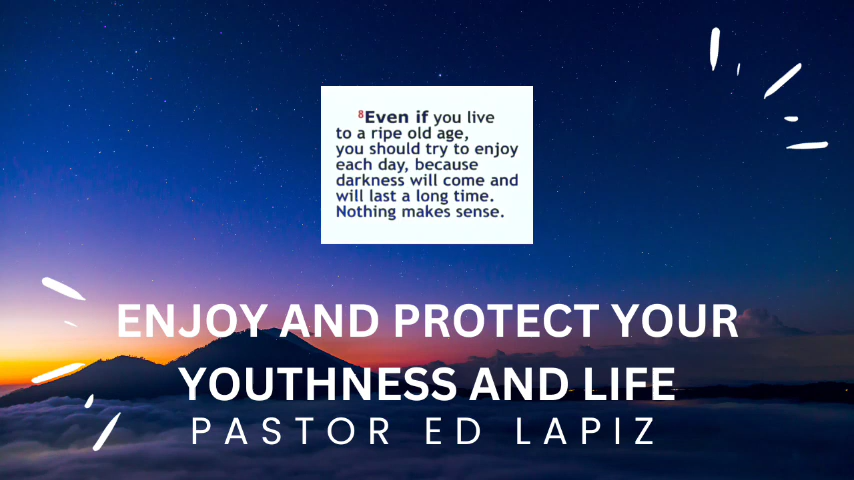 8Even if you live
to a ripe old age,
you should try to enjoy
each day, because
darkness will come and
will last a long time.
Nothing makes sense.
ENJOY AND PROTECT YOUR
YOUTHNESS AND LIFE
PASTOR ED LAPIZ